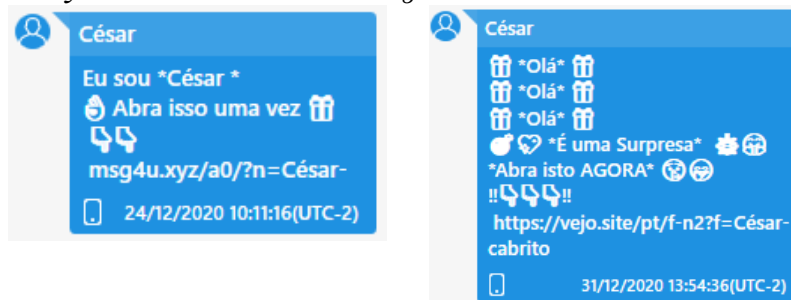 César
Eu sou *César *
👌 Abra isso uma vez 🎁
👇👇
msg4u.xyz/a0/?n=César-
24/12/2020 10:11:16(UTC-2)
César
🎁 *Olá* 🎁
🎁 *Olá* 🎁
🎁 *Olá* 🎁
*É uma Surpresa*
*Abra isto AGORA*
‼👇👇👇‼
https://vejo.site/pt/f-n2?f=César-
cabrito
31/12/2020 13:54:36(UTC-2)